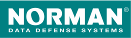 NORMAN®
DATA DEFENSE SYSTEMS